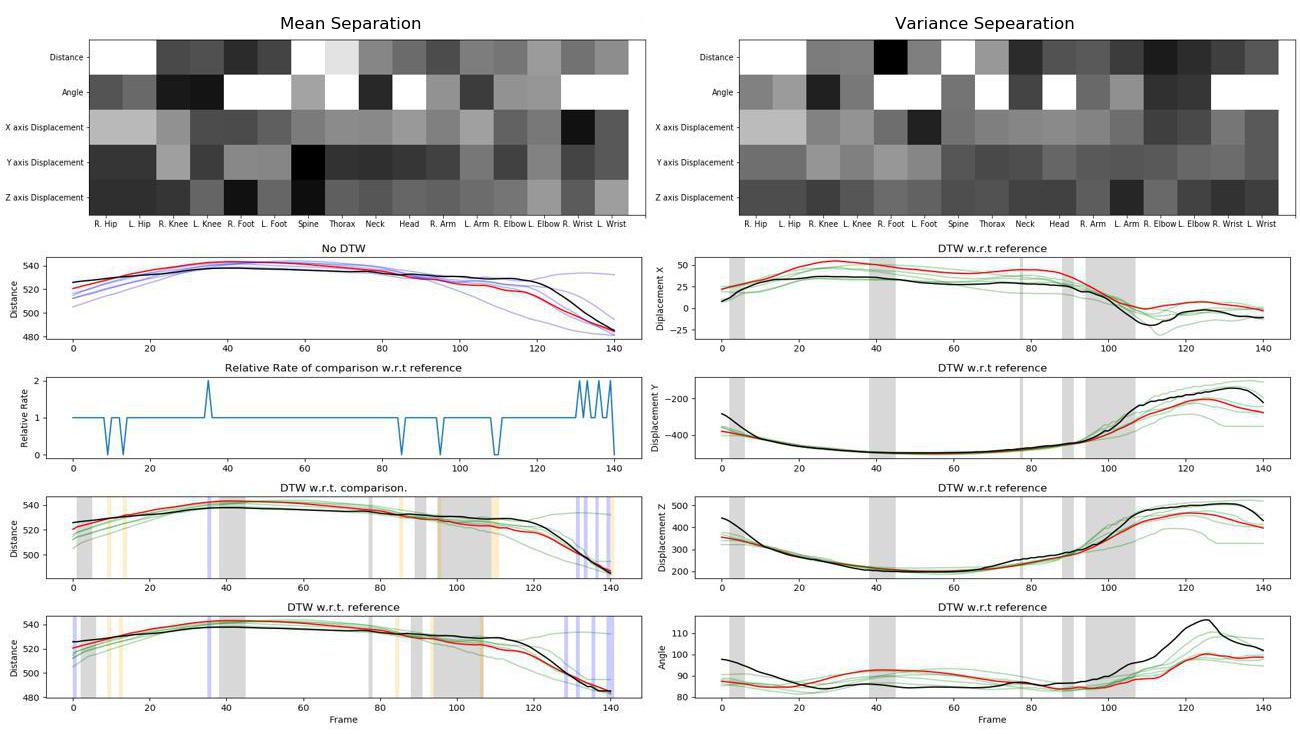 Mean Separation
Variance Sepearation
Distance
Angle
X axis Displacement
Y axis Displacement
Z axis Displacement
R. Hip L. Hip R. Knee L. Knee R. Foot L. Foot Spine Thorax Neck Head R. Arm L. Arm R. Elbow L. Elbow R. Wrist L. Wrist
Distance
Angle
X axis Displacement
Y axis Displacement
Z axis Displacement
R. Hip L. Hip R. Knee L. Knee R. Foot L. Foot Spine Thorax Neck Head R. Arm L. Arm R. Elbow L. Elbow R. Wrist L. Wrist
No DTW
Distance
540
520
500
480
0 20 40 60 80 100 120 140
DTW w.r.t reference
Diplacement X
50
25
0
−25
0 20 40 60 80 100 120 140
Relative Rate of comparison w.r.t reference
Relative Rate
2
1
0
0 20 40 60 80 100 120 140
DTW w.r.t reference
Displacement Y
−200
−400
0 20 40 60 80 100 120 140
DTW w.r.t. comparison.
Distance
540
520
500
0 20 40 60 80 100 120 140
DTW w.r.t reference
Displacement Z
500
400
300
200
0 20 40 60 80 100 120 140
DTW w.r.t. reference
Distance
540
520
500
480
0 20 40 60 80 100 120 140
Frame
DTW w.r.t reference
Angle
110
100
90
80
0 20 40 60 80 100 120 140
Frame